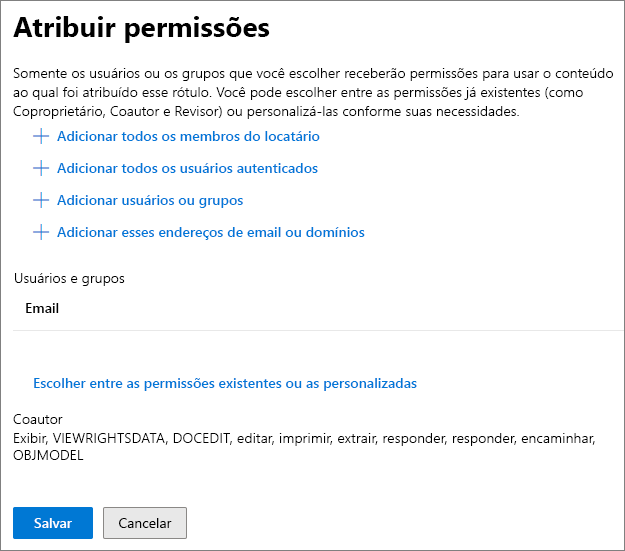 Atribuir permissões
Somente os usuários ou os grupos que você escolher receberão permissões para usar o conteúdo
ao qual foi atribuído esse rótulo. Você pode escolher entre as permissões já existentes (como
Coproprietário, Coautor e Revisor) ou personalizá-las conforme suas necessidades.
Adicionar todos os membros do locatário
Adicionar todos os usuários autenticados
Adicionar usuários ou grupos
Adicionar esses endereços de email ou domínios
Usuários e grupos
Email
Escolher entre as permissões existentes ou as personalizadas
Coautor
Exibir, VIEWRIGHTSDATA, DOCEDIT, editar, imprimir, extrair, responder, responder, encaminhar,
OBJMODEL
Salvar
Cancelar